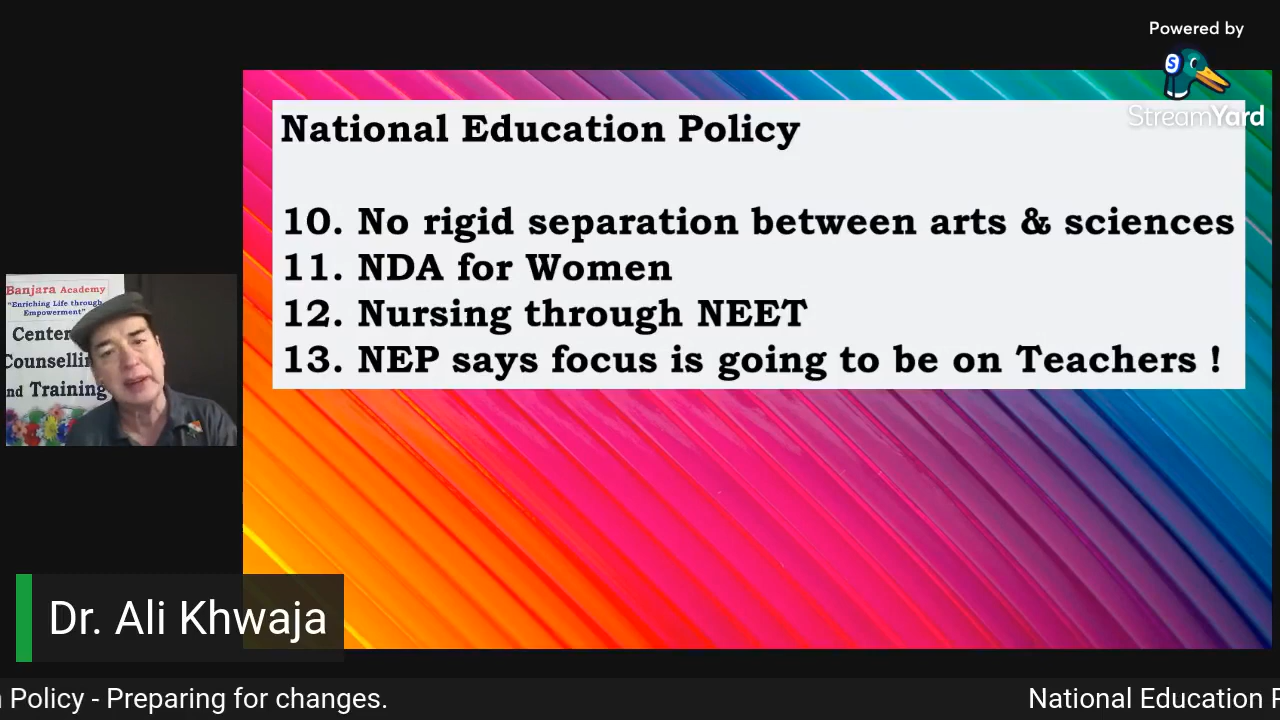 Powered by
StreamYard
National Education Policy
10. No rigid separation between arts & sciences
11. NDA for Women
12. Nursing through NEET
13. NEP says focus is going to be on Teachers !
Banjara Academy
"Enriching Life through
Empowerment"
Center
Counselli
nd Training
Dr. Ali Khwaja
Policy - Preparing for changes.
National Education